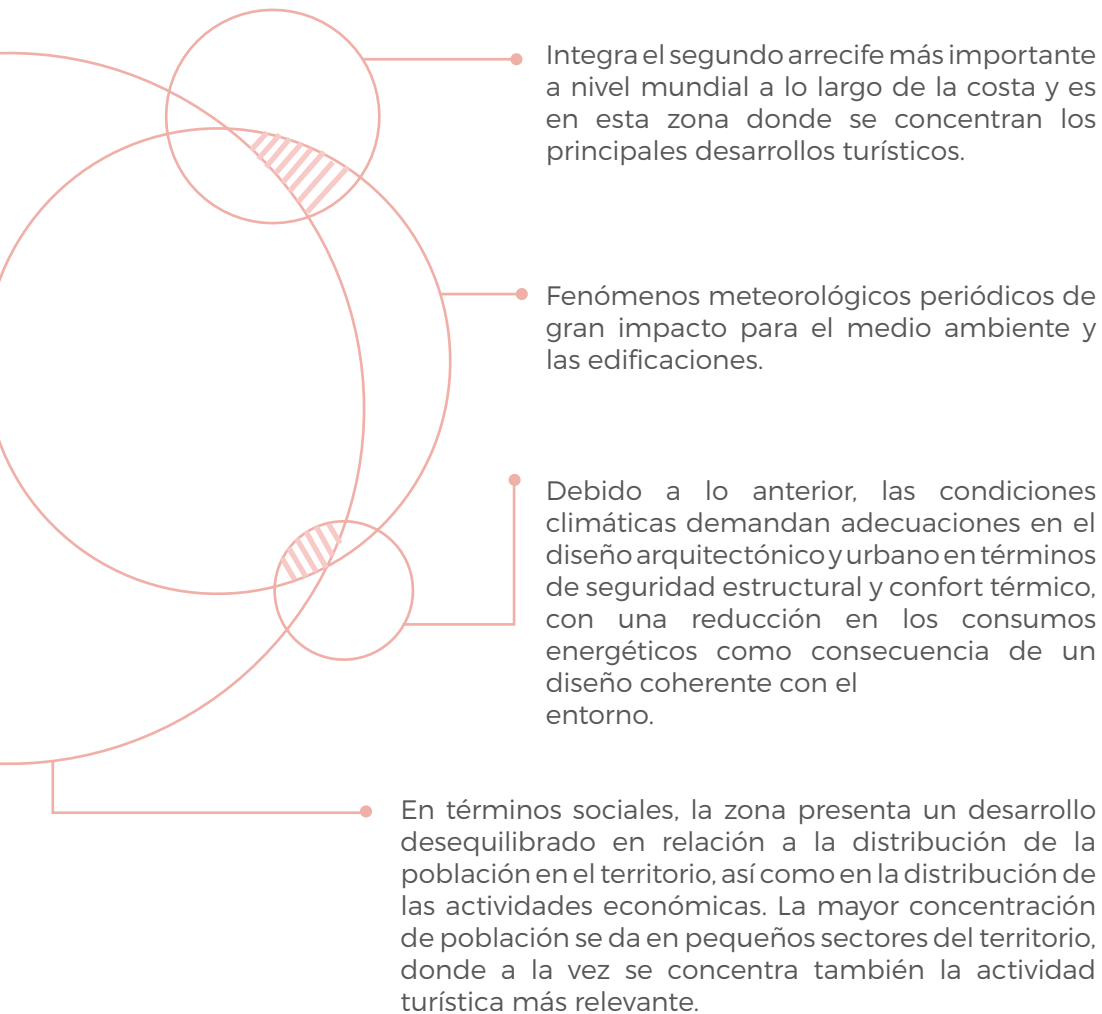 Integra el segundo arrecife más importante
a nivel mundial a lo largo de la costa y es
en esta zona donde se concentran los
principales desarrollos turísticos.
Fenómenos meteorológicos periódicos de
gran impacto para el medio ambiente y
las edificaciones.
Debido a lo anterior, las condiciones
climáticas demandan adecuaciones en el
diseño arquitectónico y urbano en términos
de seguridad estructural y confort térmico,
con una reducción en los consumos
energéticos como consecuencia de un
diseño coherente con el
entorno.
En términos sociales, la zona presenta un desarrollo
desequilibrado en relación a la distribución de la
población en el territorio, así como en la distribución de
las actividades económicas. La mayor concentración
de población se da en pequeños sectores del territorio,
donde a la vez se concentra también la actividad
turística más relevante.